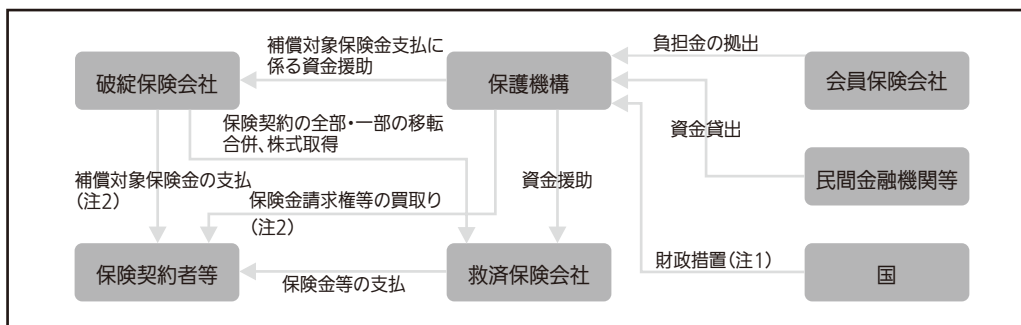 補償対象保険金支払に
係る資金援助
負担金の拠出
破綻保険会社
保護機構
会員保険会社
保険契約の全部・一部の移転
合併、株式取得
資金貸出
補償対象保険金の支払
(注2)
保険金請求権等の買取り
(注2)
資金援助
民間金融機関等
財政措置(注1)
保険契約者等
保険金等の支払
救済保険会社
国